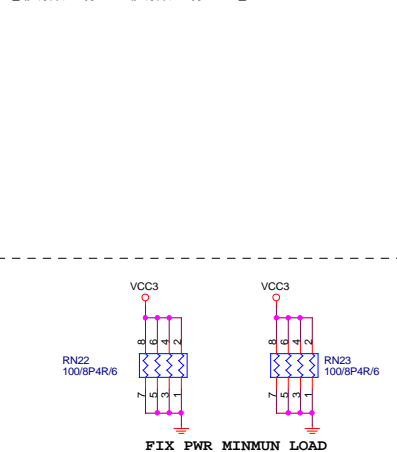 VCC3 VCC3
8 6 4 2 8 6 4 2
RN22 RN23
100/8P4R/6 100/8P4R/6
7 5 3 1 7 5 3 1
FIX PWR MINMUN LOAD